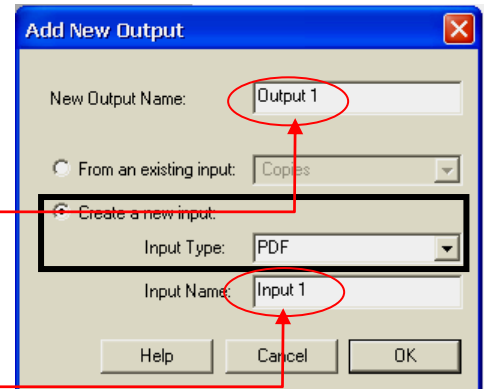 Add New Output
New Output Name: Output 1
From an existing input: Copies
Create a new input:
Input Type: PDF
Input Name: Input 1
Help Cancel OK